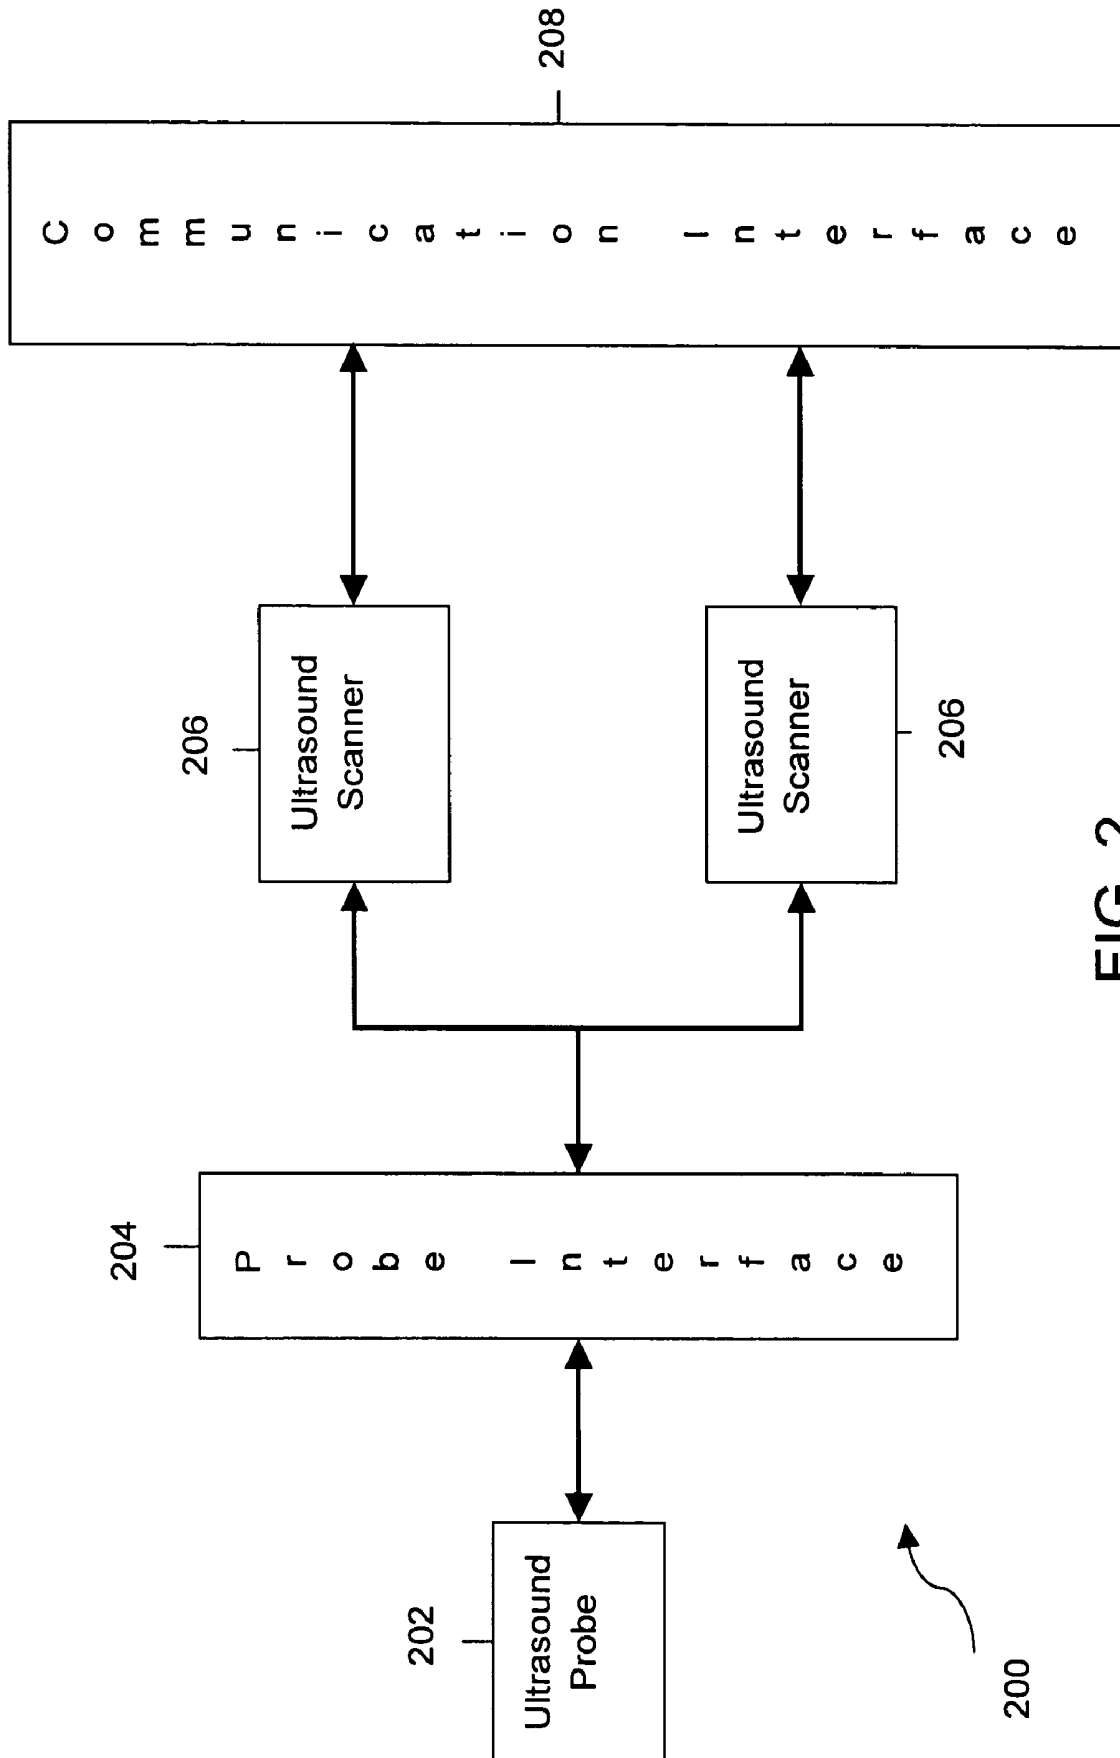 202
Ultrasound
Probe
204
Probe Interface
206
Ultrasound
Scanner
Ultrasound
Scanner
206
Communication Interface
208
200
FIG. 2